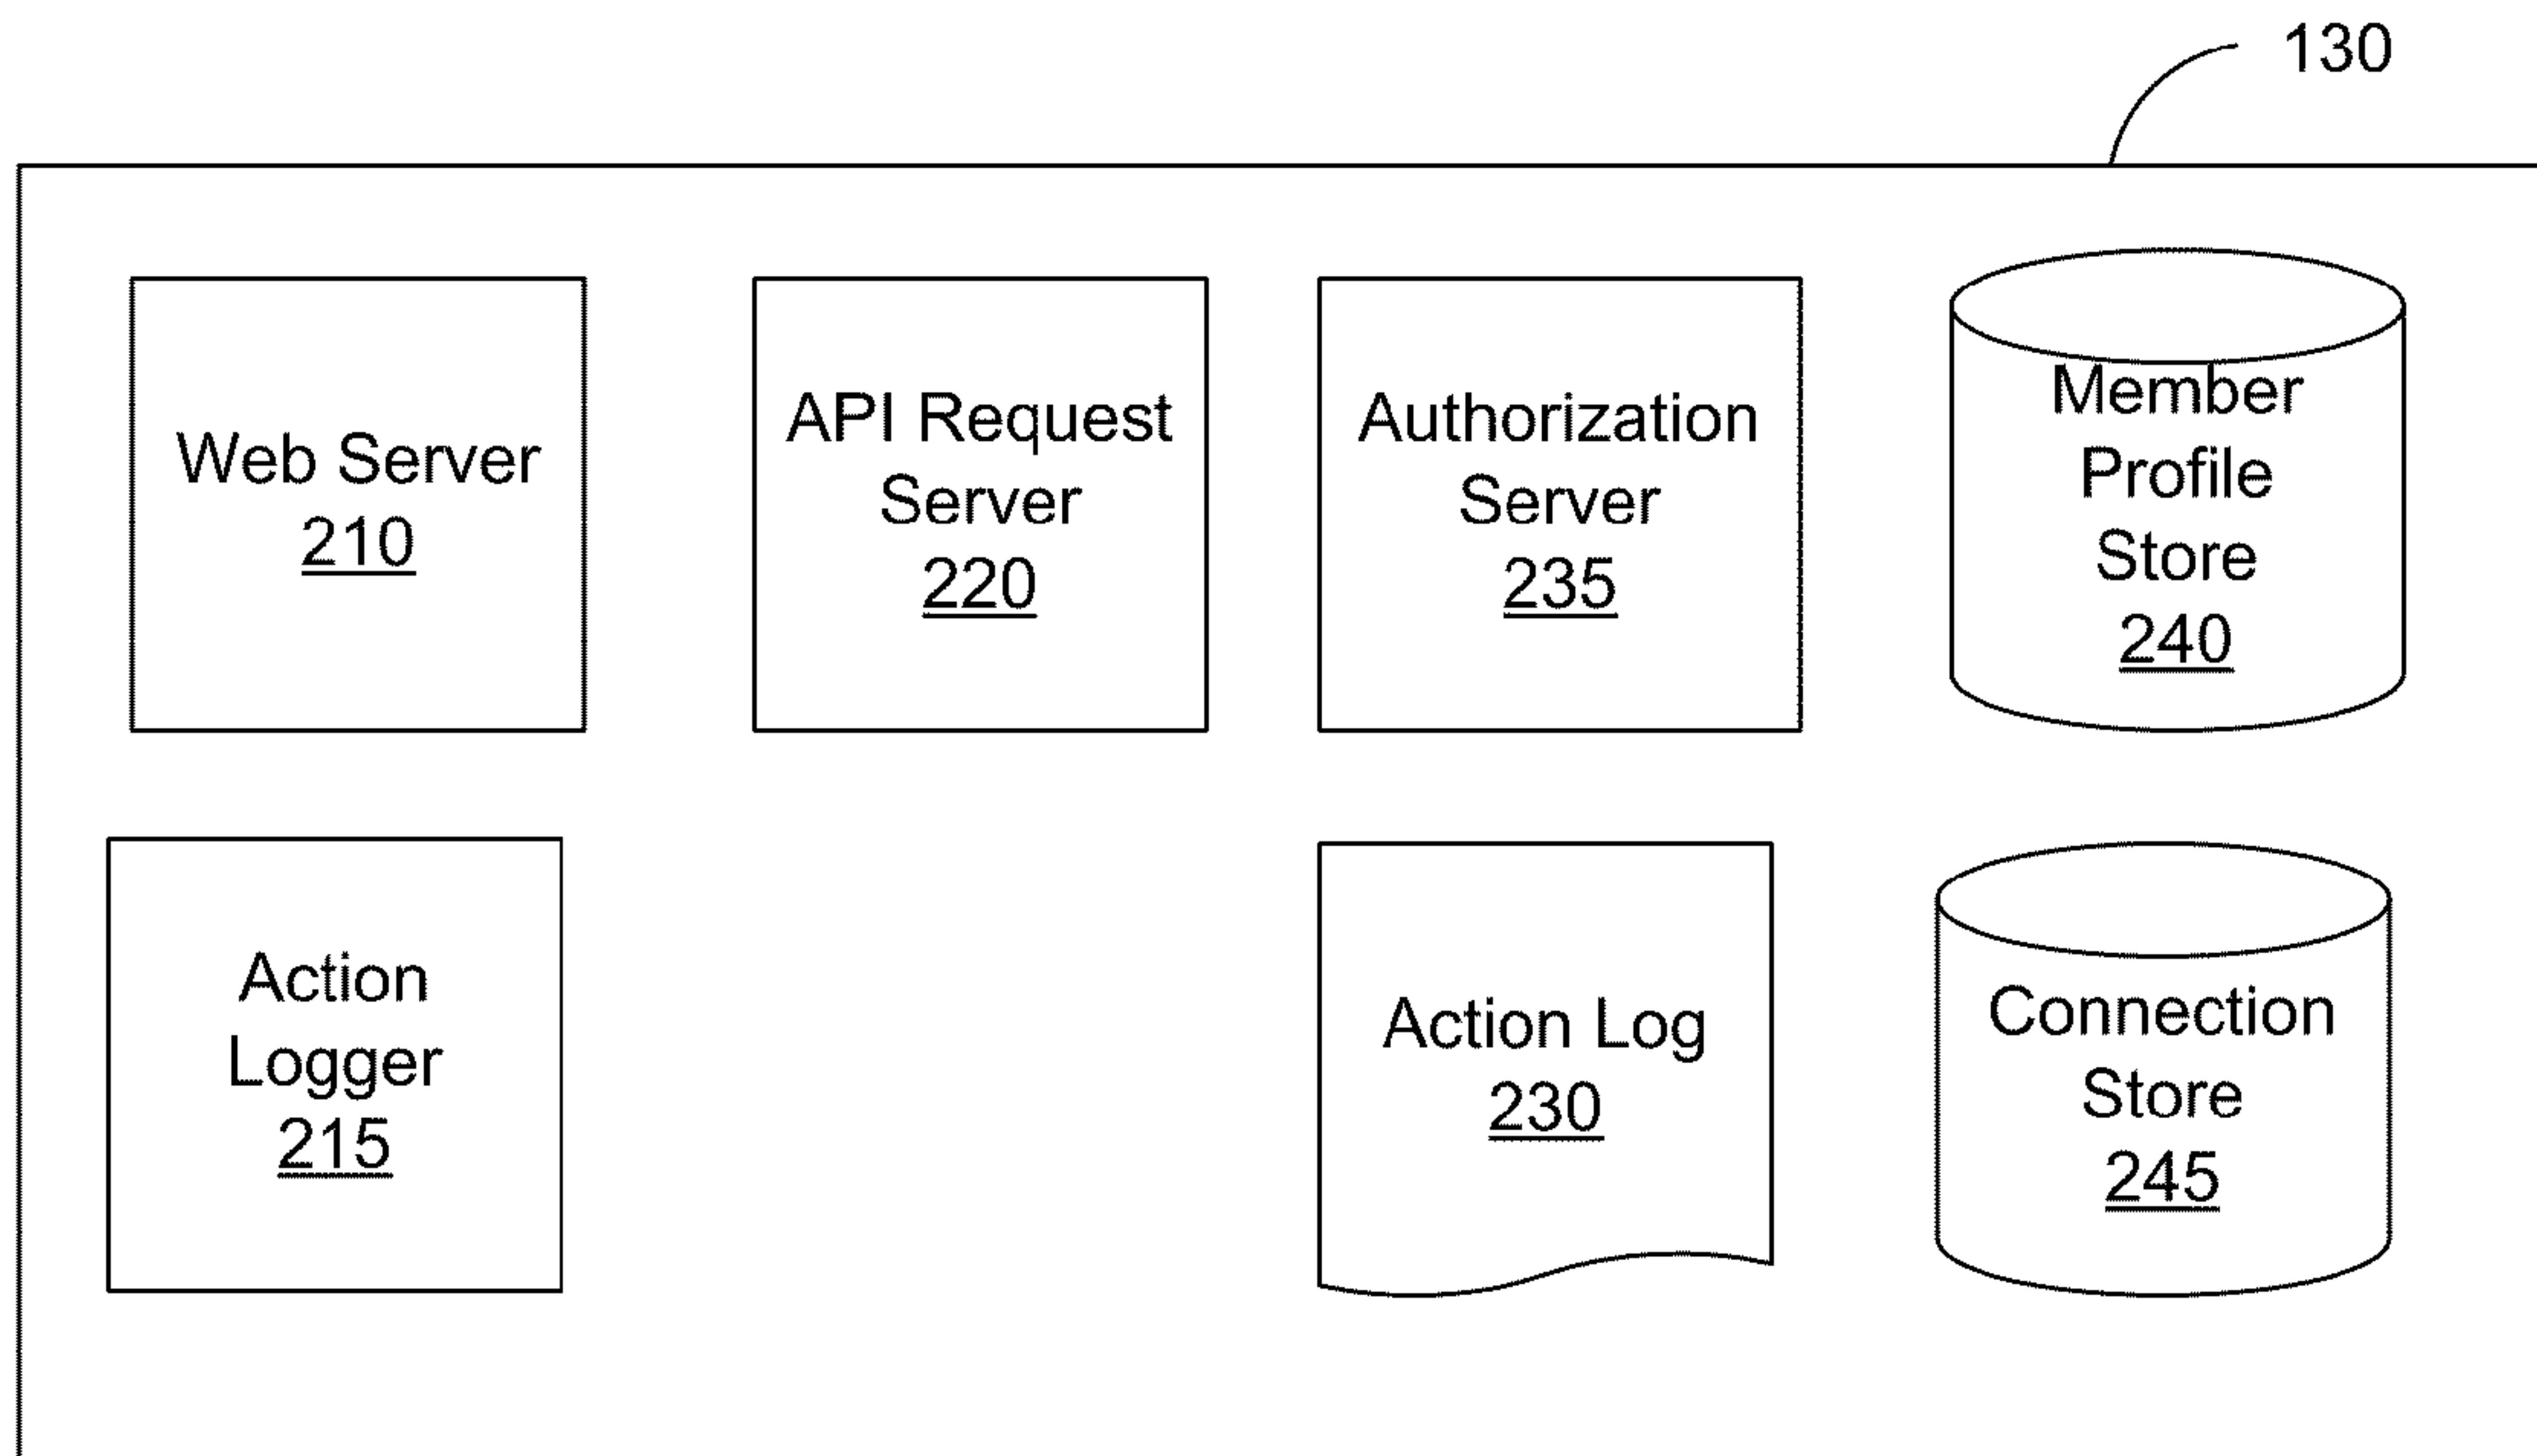 130
Web Server
210
API Request
Server
220
Authorization
Server
235
Member
Profile
Store
240
Action
Logger
215
Action Log
230
Connection
Store
245